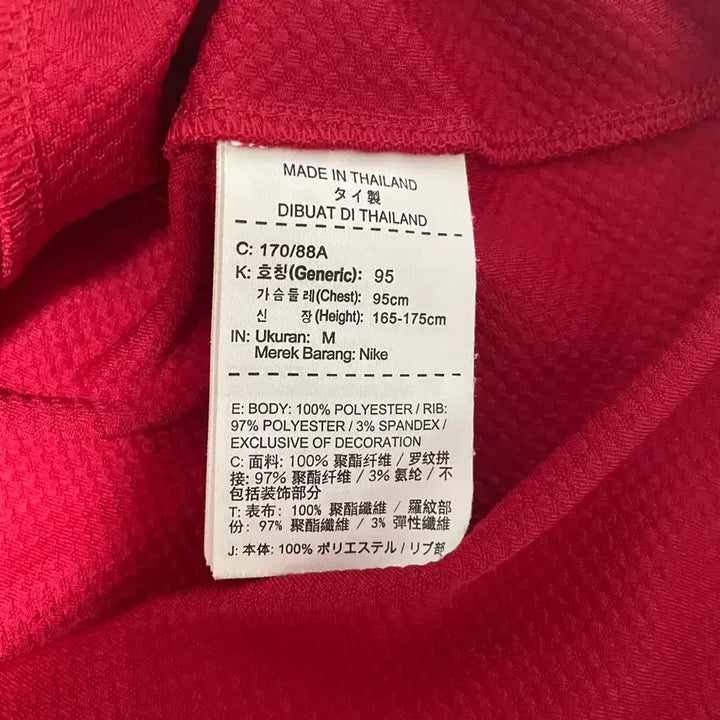 MADE IN THAILAND
タイ製
DIBUAT DI THAILAND
C: 170/88A
K: 호칭(Generic): 95
가슴둘레(Chest): 95cm
신 장(Height): 165-175cm
IN: Ukuran: M
Merek Barang: Nike
E: BODY: 100% POLYESTER / RIB:
97% POLYESTER / 3% SPANDEX /
EXCLUSIVE OF DECORATION
C: 面料: 100% 聚酯纤维 / 罗纹拼
接: 97% 聚酯纤维 / 3% 氨纶 / 不
包括装饰部分
T: 表布: 100% 聚酯纖維 / 羅紋部
份: 97% 聚酯纖維 / 3% 彈性纖維
J: 本体: 100% ポリエステル / リブ部